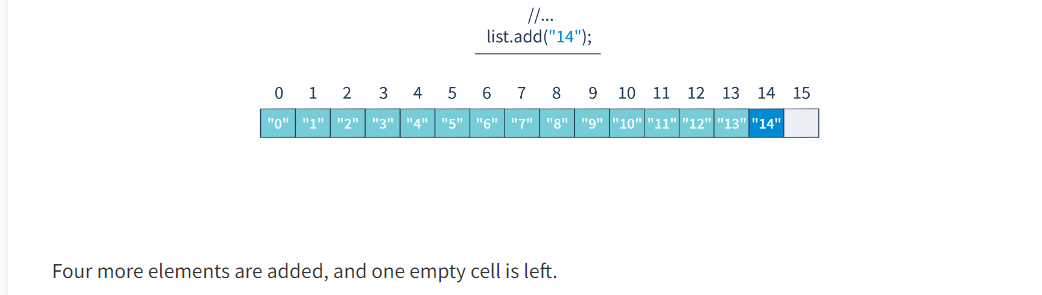 //...
list.add("14");
0 1 2 3 4 5 6 7 8 9 10 11 12 13 14 15
"0" "1" "2" "3" "4" "5" "6" "7" "8" "9" "10" "11" "12" "13" "14"
Four more elements are added, and one empty cell is left.